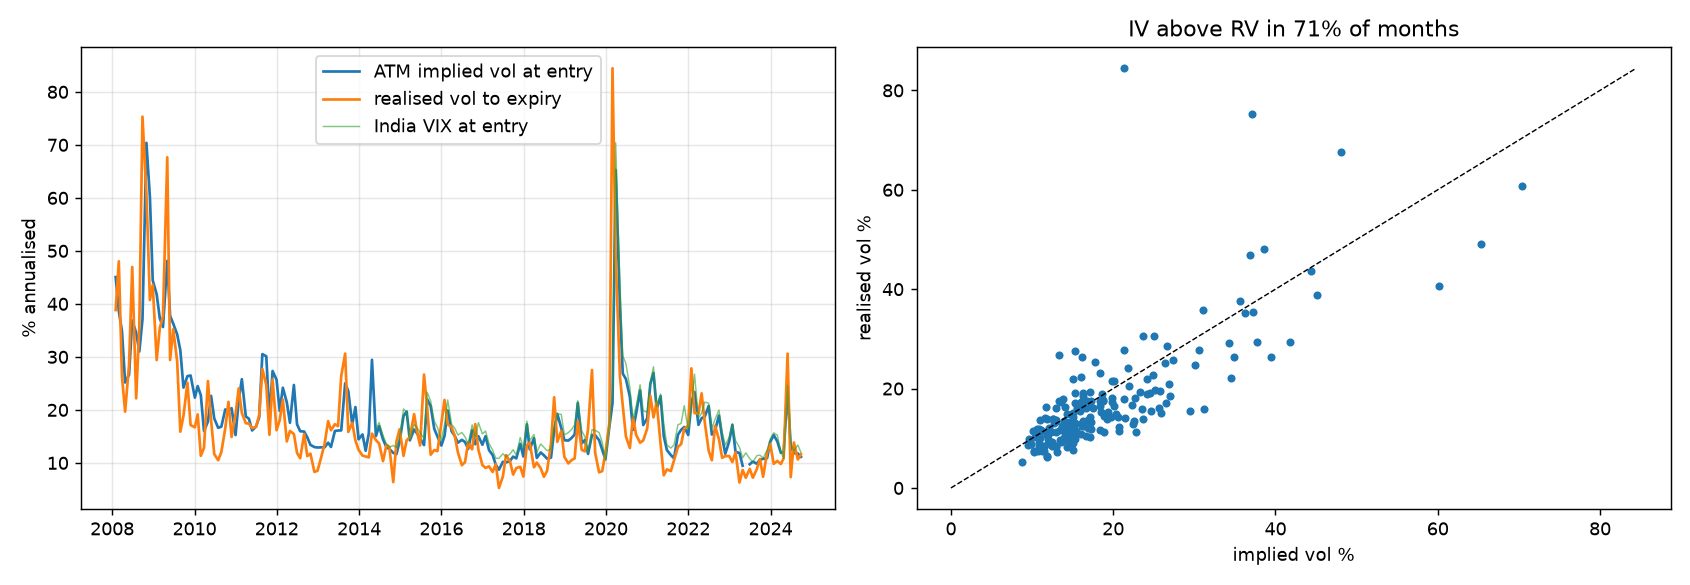 ATM implied vol at entry
realised vol to expiry
India VIX at entry
% annualised
80
70
60
50
40
30
20
10
2008 2010 2012 2014 2016 2018 2020 2022 2024
IV above RV in 71% of months
realised vol %
80
60
40
20
0
0 20 40 60 80
implied vol %